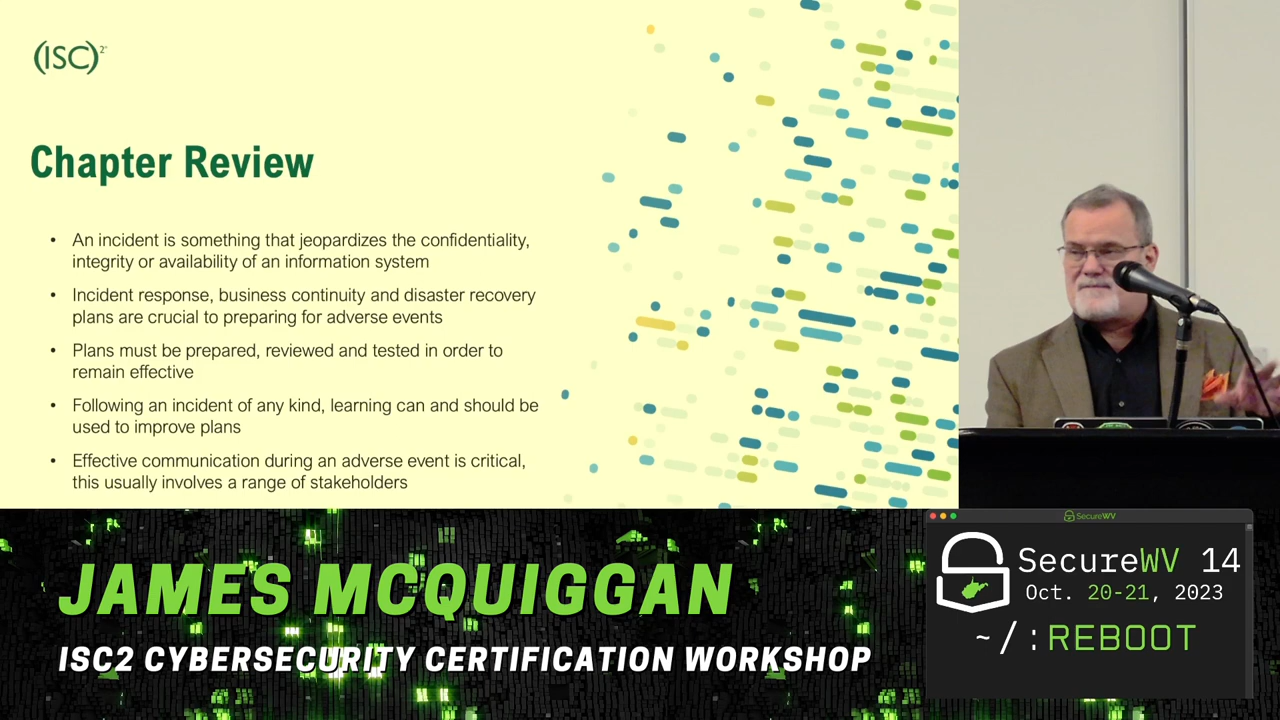 (ISC)²
Chapter Review
• An incident is something that jeopardizes the confidentiality,
integrity or availability of an information system
• Incident response, business continuity and disaster recovery
plans are crucial to preparing for adverse events
• Plans must be prepared, reviewed and tested in order to
remain effective
• Following an incident of any kind, learning can and should be
used to improve plans
• Effective communication during an adverse event is critical,
this usually involves a range of stakeholders
JAMES MCQUIGGAN
ISC2 CYBERSECURITY CERTIFICATION WORKSHOP
SecureWV
SecureWV 14
Oct. 20-21, 2023
~/:REBOOT